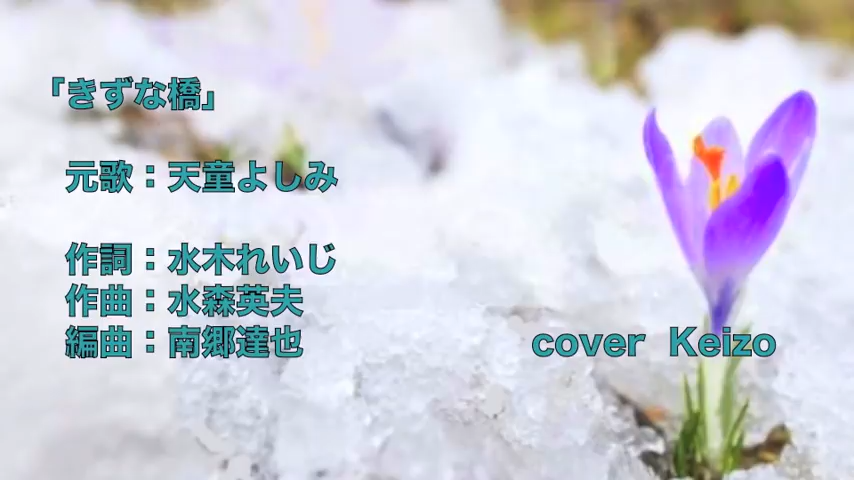 「きずな橋」
元歌：天童よしみ
作詞：水木れいじ
作曲：水森英夫
編曲：南郷達也
cover Keizo